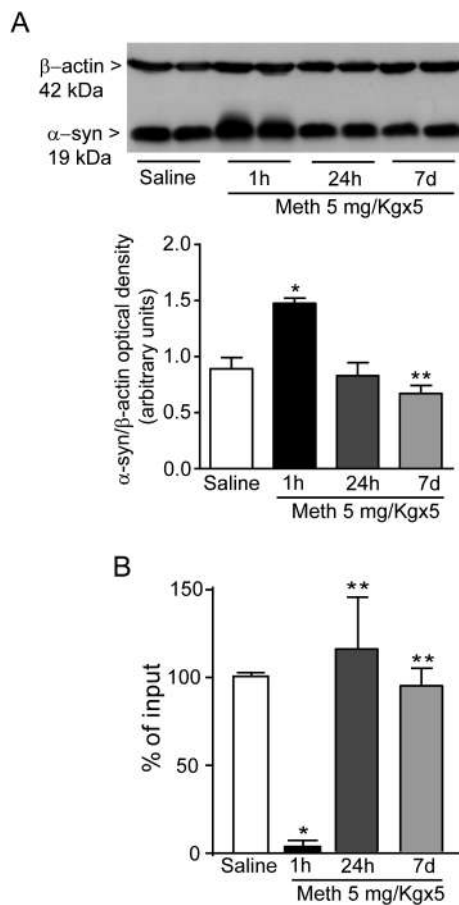 A
β-actin >
42 kDa
α-syn >
19 kDa
Saline 1h 24h 7d
Meth 5 mg/Kgx5
α-syn/β-actin optical density
(arbitrary units)
2.0
1.5
1.0
0.5
0.0
*
**
Saline 1h 24h 7d
Meth 5 mg/Kgx5
B
% of input
150
100
50
0
*
**
**
Saline 1h 24h 7d
Meth 5 mg/Kgx5